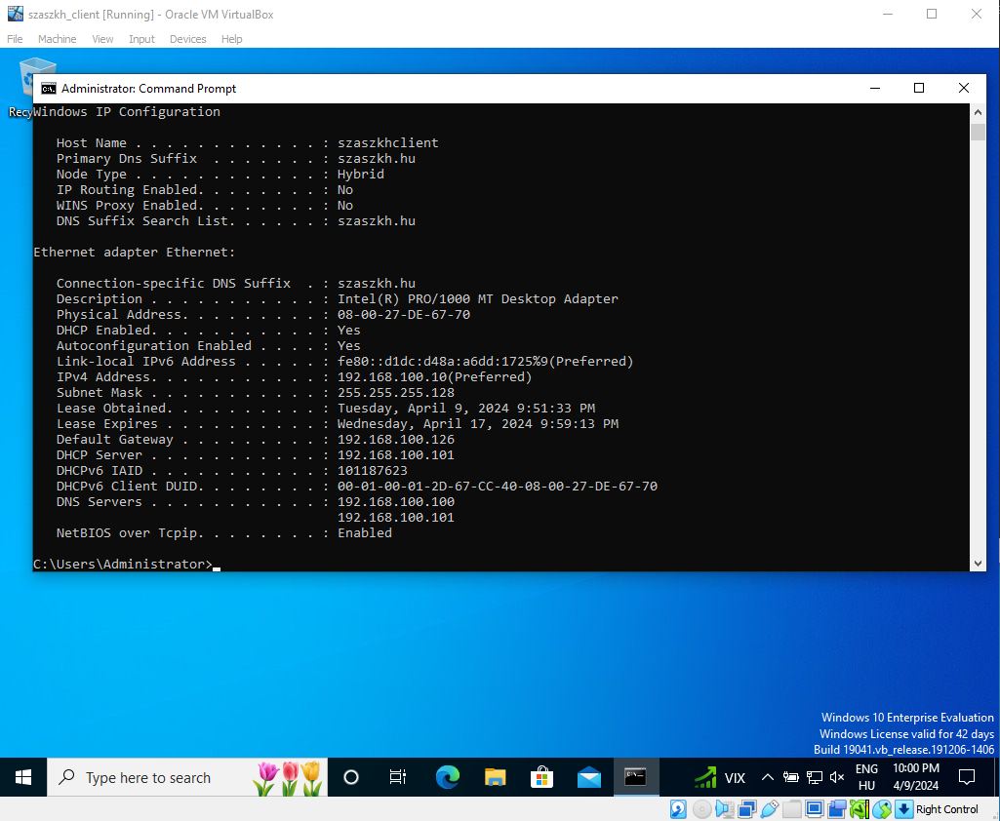 szaszkh_client [Running] - Oracle VM VirtualBox
File Machine View Input Devices Help
Administrator: Command Prompt
Recy
Windows IP Configuration
Host Name . . . . . . . . . . . . : szaszkhclient
Primary Dns Suffix . . . . . . . : szaszkh.hu
Node Type . . . . . . . . . . . . : Hybrid
IP Routing Enabled. . . . . . . . : No
WINS Proxy Enabled. . . . . . . . : No
DNS Suffix Search List. . . . . . : szaszkh.hu
Ethernet adapter Ethernet:
Connection-specific DNS Suffix . : szaszkh.hu
Description . . . . . . . . . . . : Intel(R) PRO/1000 MT Desktop Adapter
Physical Address. . . . . . . . . : 08-00-27-DE-67-70
DHCP Enabled. . . . . . . . . . . : Yes
Autoconfiguration Enabled . . . . : Yes
Link-local IPv6 Address . . . . . : fe80::d1dc:d48a:a6dd:1725%9(Preferred)
IPv4 Address. . . . . . . . . . . : 192.168.100.10(Preferred)
Subnet Mask . . . . . . . . . . . : 255.255.255.128
Lease Obtained. . . . . . . . . . : Tuesday, April 9, 2024 9:51:33 PM
Lease Expires . . . . . . . . . . : Wednesday, April 17, 2024 9:59:13 PM
Default Gateway . . . . . . . . . : 192.168.100.126
DHCP Server . . . . . . . . . . . : 192.168.100.101
DHCPv6 IAID . . . . . . . . . . . : 101187623
DHCPv6 Client DUID. . . . . . . . : 00-01-00-01-2D-67-CC-40-08-00-27-DE-67-70
DNS Servers . . . . . . . . . . . : 192.168.100.100
192.168.100.101
NetBIOS over Tcpip. . . . . . . . : Enabled
C:\Users\Administrator>
Windows 10 Enterprise Evaluation
Windows License valid for 42 days
Build 19041.vb_release.191206-1406
Type here to search
VIX
ENG
HU
10:00 PM
4/9/2024
Right Control